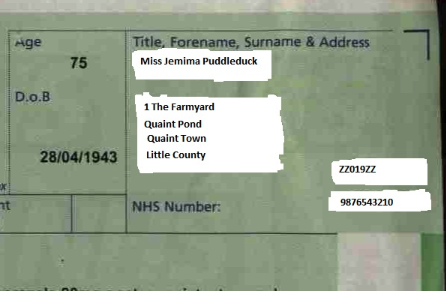 Age
Title, Forename, Surname & Address
75
Miss Jemima Puddleduck
D.o.B
1 The Farmyard
Quaint Pond
Quaint Town
Little County
28/04/1943
ZZ019ZZ
NHS Number:
9876543210